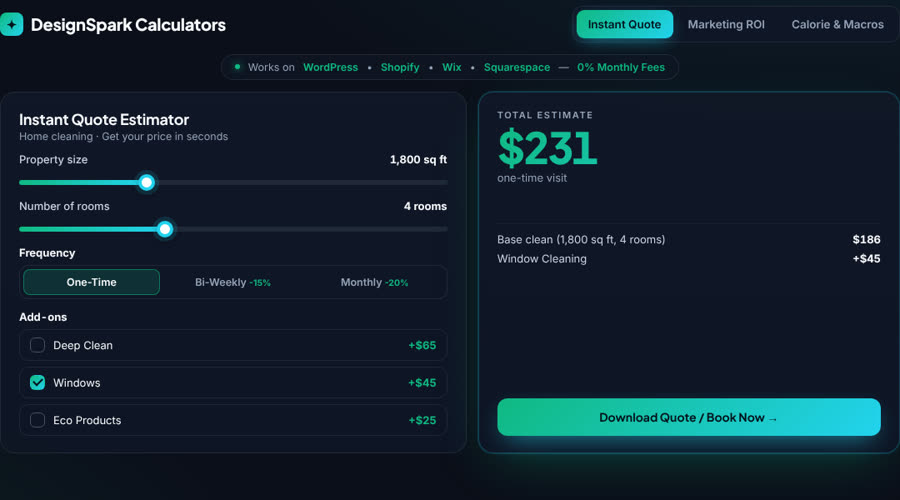 DesignSpark Calculators
Instant Quote
Marketing ROI
Calorie & Macros
Works on WordPress • Shopify • Wix • Squarespace — 0% Monthly Fees
Instant Quote Estimator
Home cleaning · Get your price in seconds
Property size 1,800 sq ft
Number of rooms 4 rooms
Frequency
One-Time Bi-Weekly -15% Monthly -20%
Add-ons
Deep Clean +$65
Windows +$45
Eco Products +$25
TOTAL ESTIMATE
$231
one-time visit
Base clean (1,800 sq ft, 4 rooms) $186
Window Cleaning +$45
Download Quote / Book Now →